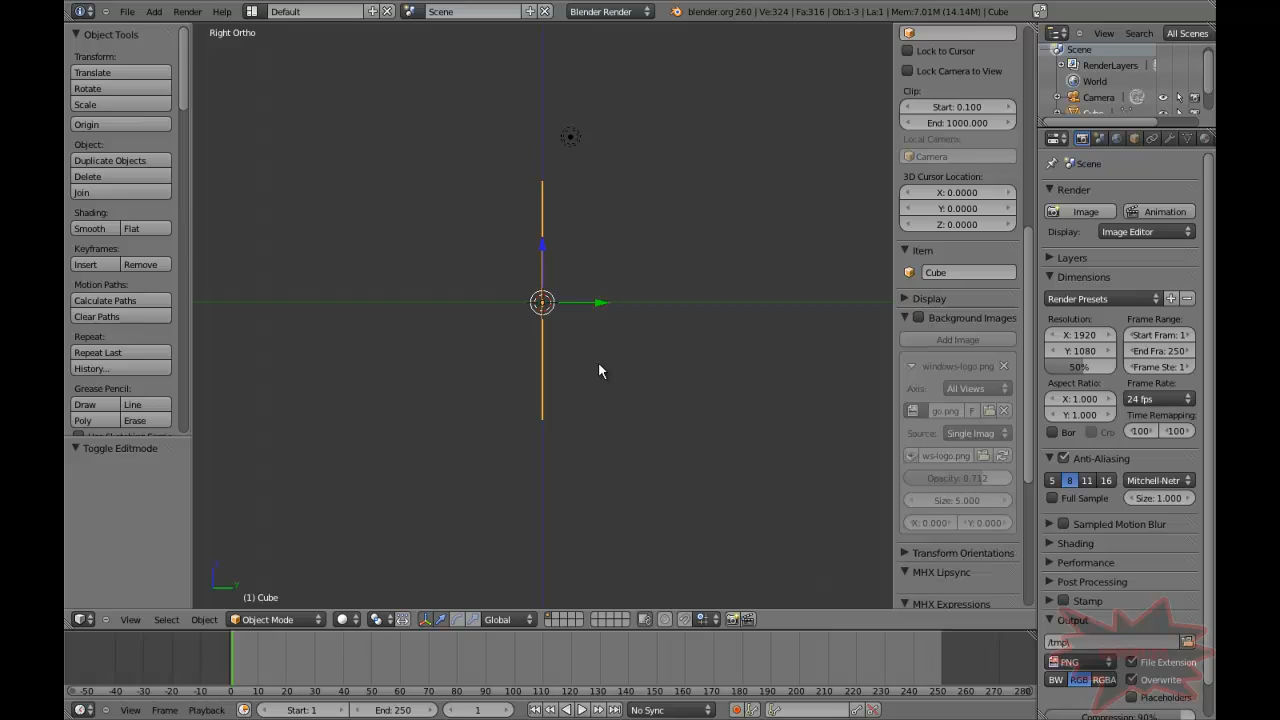 File Add Render Help Default Scene Blender Render blender.org 260 | Ve:324 | Fa:316 | Ob:1-3 | La:1 | Mem:7.01M (14.14M) | Cube
Object Tools
Transform:
Translate
Rotate
Scale
Origin
Object:
Duplicate Objects
Delete
Join
Shading:
Smooth Flat
Keyframes:
Insert Remove
Motion Paths:
Calculate Paths
Clear Paths
Repeat:
Repeat Last
History...
Grease Pencil:
Draw Line
Poly Erase
Toggle Editmode
Right Ortho
(1) Cube
Lock to Cursor
Lock Camera to View
Clip:
Start: 0.100
End: 1000.000
Local Camera:
Camera
3D Cursor Location:
X: 0.0000
Y: 0.0000
Z: 0.0000
Item
Cube
Display
Background Images
Add Image
windows-logo.png
Axis: All Views
go.png F
Source: Single Imag
ws-logo.png
Opacity: 0.712
Size: 5.000
X: 0.000 Y: 0.000
Transform Orientations
MHX Lipsync
MHX Expressions
View Search All Scenes
Scene
RenderLayers
World
Camera
Scene
Render
Image Animation
Display: Image Editor
Layers
Dimensions
Render Presets
Resolution: Frame Range:
X: 1920 Start Fram: 1
Y: 1080 End Fra: 250
50% Frame Ste: 1
Aspect Ratio: Frame Rate:
X: 1.000 24 fps
Y: 1.000 Time Remapping:
Bor Cro 100 100
Anti-Aliasing
5 8 11 16 Mitchell-Netr
Full Sample Size: 1.000
Sampled Motion Blur
Shading
Performance
Post Processing
Stamp
Output
/tmp\
PNG File Extension
BW RGB RGBA Overwrite
Placeholders
Compression: 90%
View Select Object Object Mode Global
-50 -40 -30 -20 -10 0 10 20 30 40 50 60 70 80 90 100 110 120 130 140 150 160 170 180 190 200 210 220 230 240 250 260 270 280
View Frame Playback Start: 1 End: 250 1 No Sync